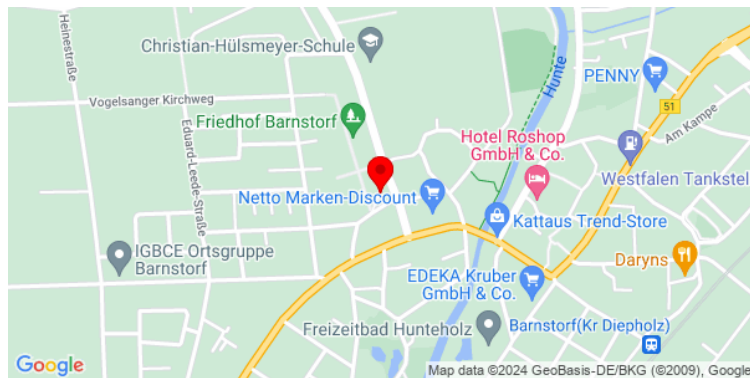 Heinestraße
Christian-Hülsmeyer-Schule
Hunte
PENNY
51
Vogelsanger Kirchweg
Am Kampe
Friedhof Barnstorf
Eduard-Leede-Straße
Hotel Roshop
GmbH & Co.
Westfalen Tankstel
Netto Marken-Discount
Kattaus Trend-Store
IGBCE Ortsgruppe
Barnstorf
Daryns
EDEKA Kruber
GmbH & Co.
Freizeitbad Hunteholz
Barnstorf(Kr Diepholz)
Google
Map data ©2024 GeoBasis-DE/BKG (©2009), Google